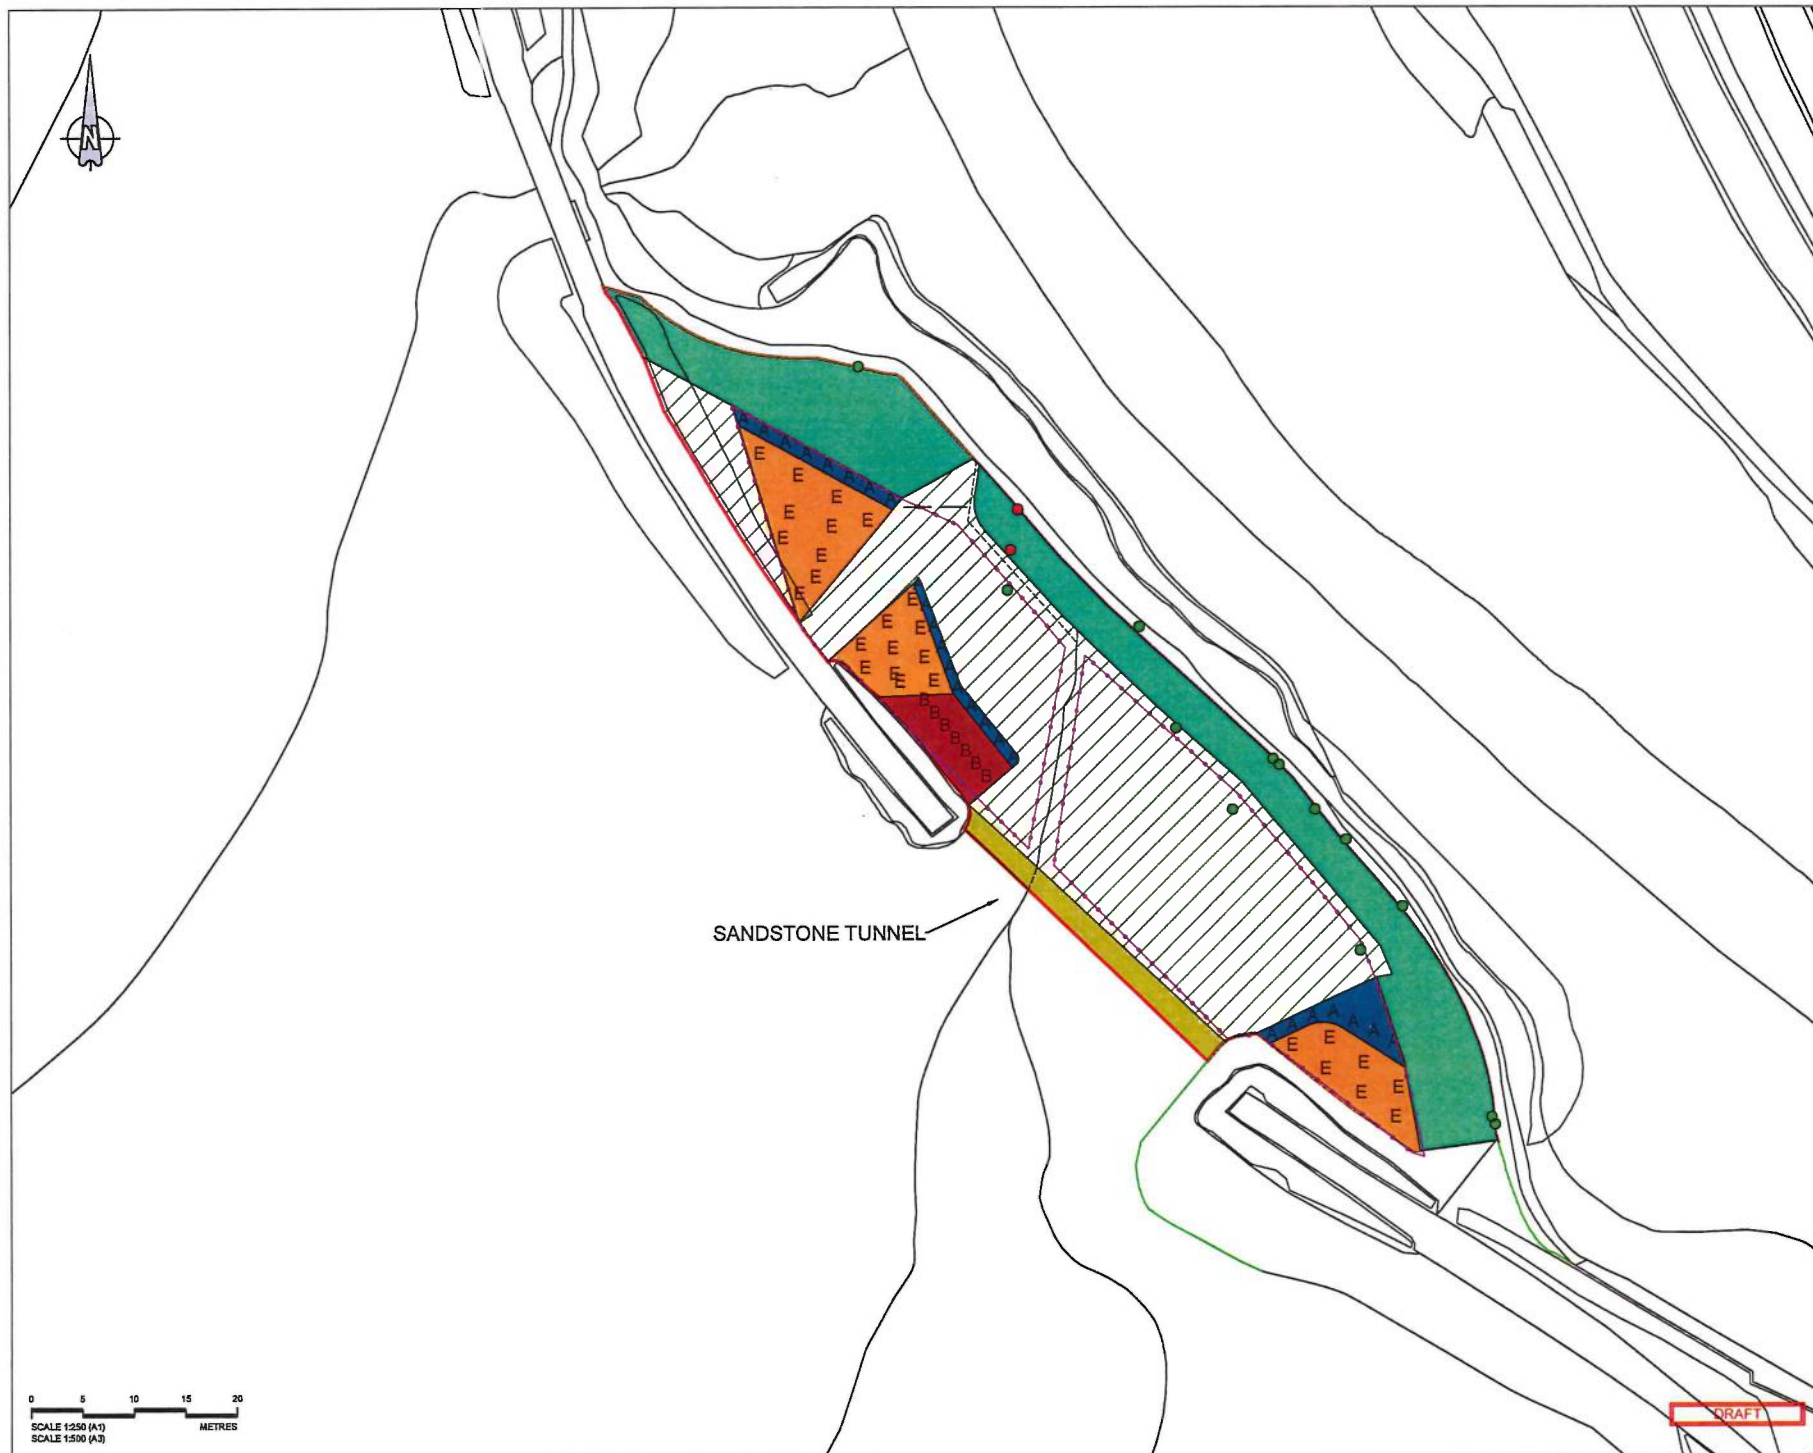 N
A A A A A A A A
E
E
E
E E E
E
E
E
E
E A
E E A
E E A
E E E E A
B A
B A
B A
B A
B A
B
B
SANDSTONE TUNNEL
A A A A A A A
E E
E E
E E
E
0 5 10 15 20
SCALE 1:250 (A1) METRES
SCALE 1:500 (A3)
DRAFT